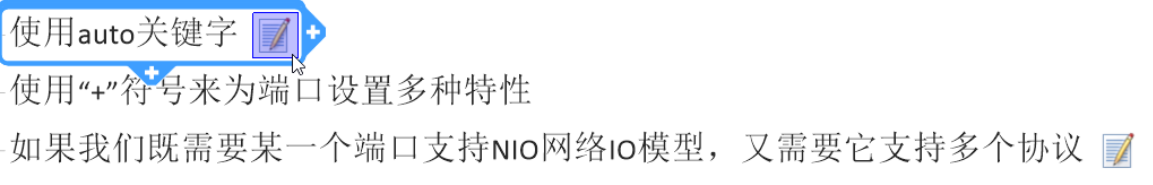 使用auto关键字
使用“+”符号来为端口设置多种特性
如果我们既需要某一个端口支持NIO网络IO模型，又需要它支持多个协议